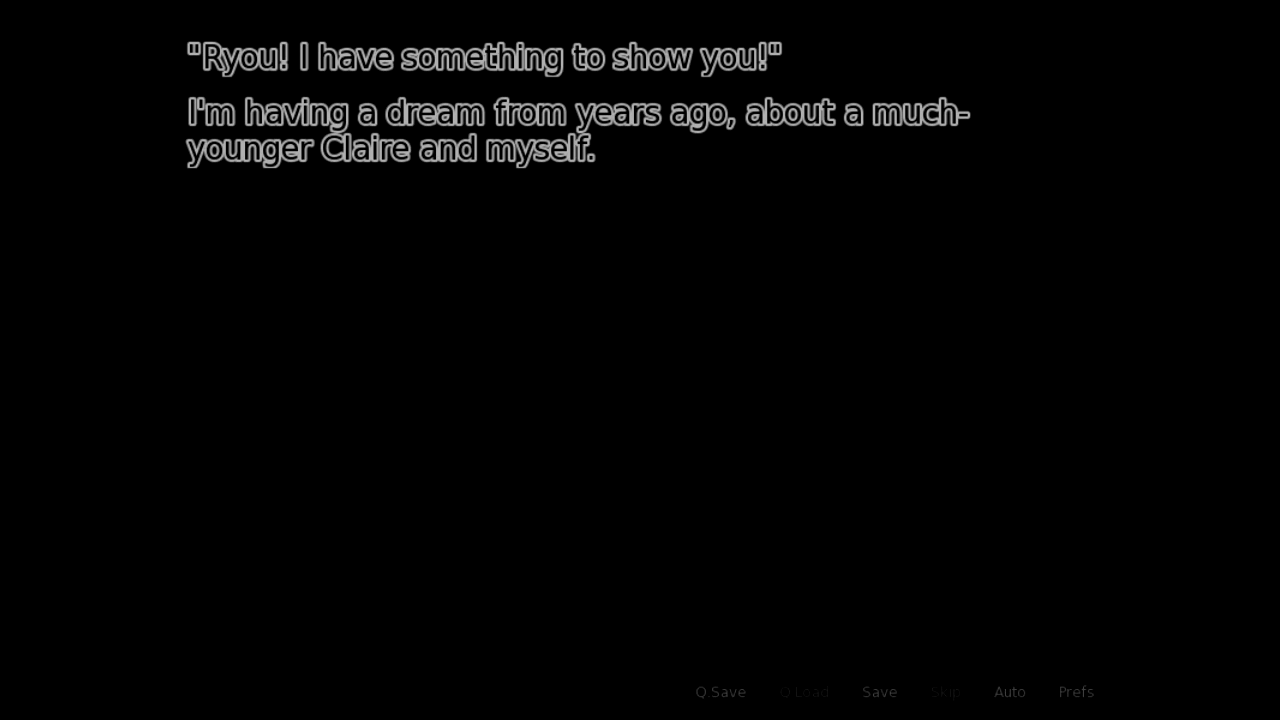 "Ryou! I have something to show you!"
I'm having a dream from years ago, about a much-
younger Claire and myself.
Q.Save Q.Load Save Skip Auto Prefs